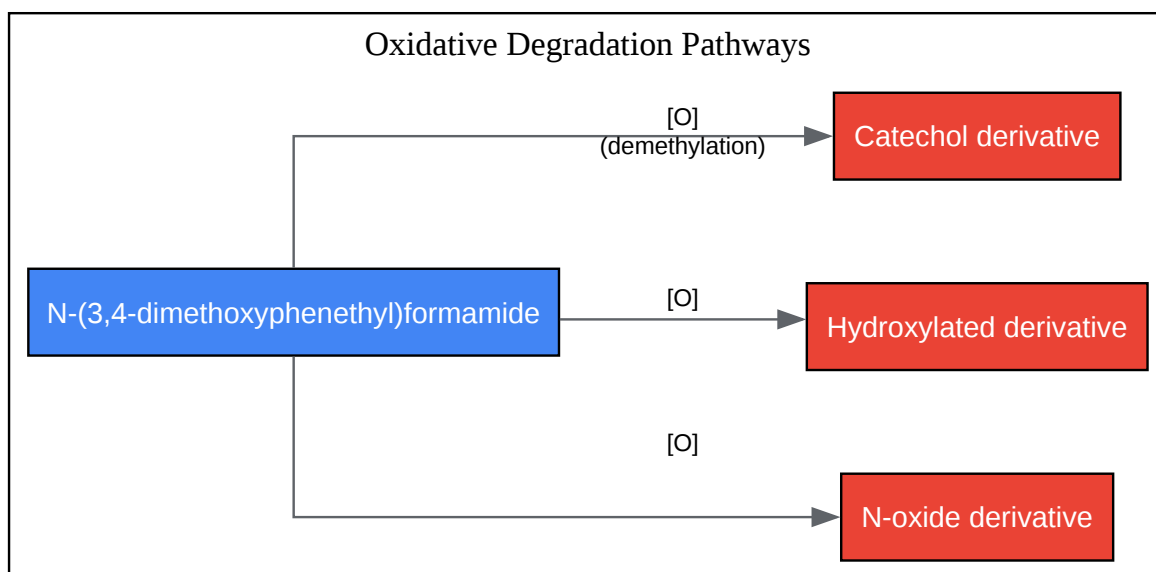 Oxidative Degradation Pathways
[O]
(demethylation)
Catechol derivative
N-(3,4-dimethoxyphenethyl)formamide
[O]
Hydroxylated derivative
[O]
N-oxide derivative